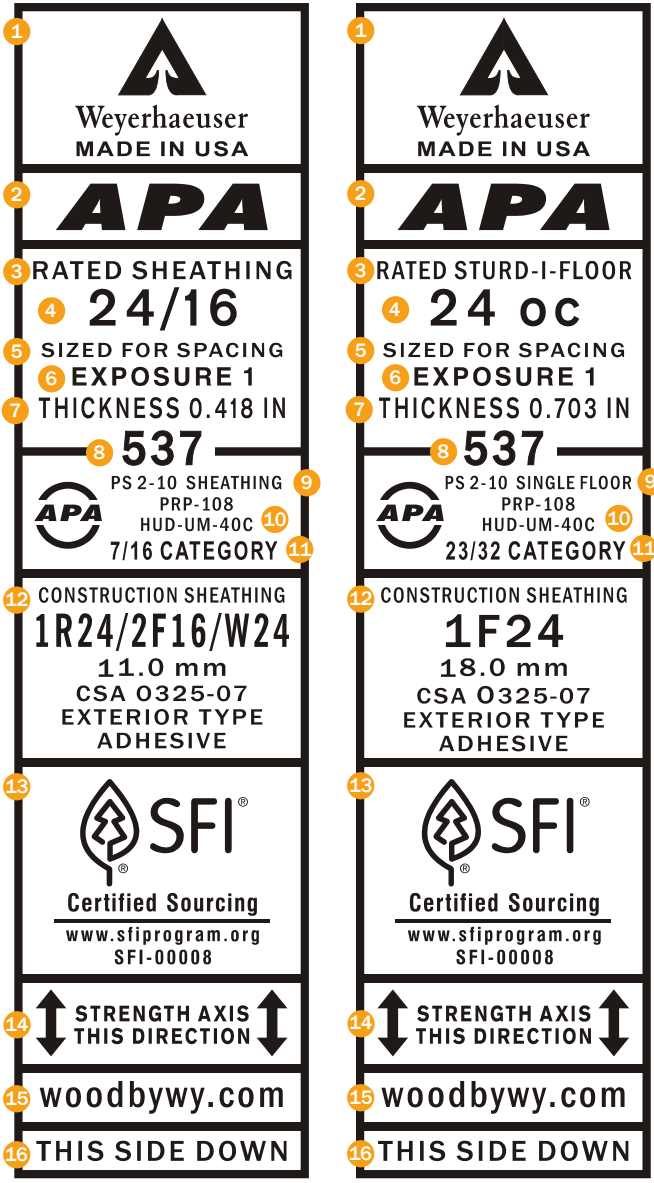 1
Weyerhaeuser
MADE IN USA
2
APA
3 RATED SHEATHING
4 24/16
5 SIZED FOR SPACING
6 EXPOSURE 1
7 THICKNESS 0.418 IN
8 537
APA
PS 2-10 SHEATHING 9
PRP-108
HUD-UM-40C 10
7/16 CATEGORY 11
12 CONSTRUCTION SHEATHING
1R24/2F16/W24
11.0 mm
CSA O325-07
EXTERIOR TYPE
ADHESIVE
13
SFI®
®
Certified Sourcing
www.sfiprogram.org
SFI-00008
14 STRENGTH AXIS
THIS DIRECTION
15 woodbywy.com
16 THIS SIDE DOWN
1
Weyerhaeuser
MADE IN USA
2
APA
3 RATED STURD-I-FLOOR
4 24 oc
5 SIZED FOR SPACING
6 EXPOSURE 1
7 THICKNESS 0.703 IN
8 537
APA
PS 2-10 SINGLE FLOOR 9
PRP-108
HUD-UM-40C 10
23/32 CATEGORY 11
12 CONSTRUCTION SHEATHING
1F24
18.0 mm
CSA O325-07
EXTERIOR TYPE
ADHESIVE
13
SFI®
®
Certified Sourcing
www.sfiprogram.org
SFI-00008
14 STRENGTH AXIS
THIS DIRECTION
15 woodbywy.com
16 THIS SIDE DOWN